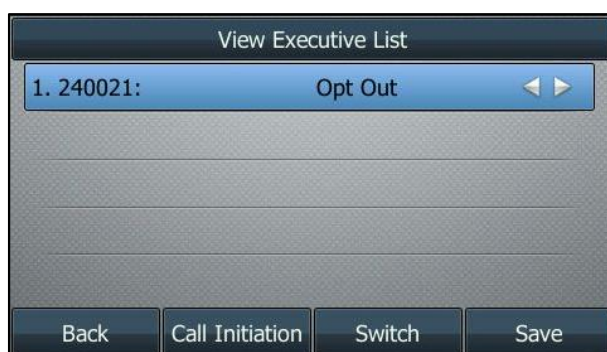 View Executive List
1. 240021: Opt Out
Back Call Initiation Switch Save